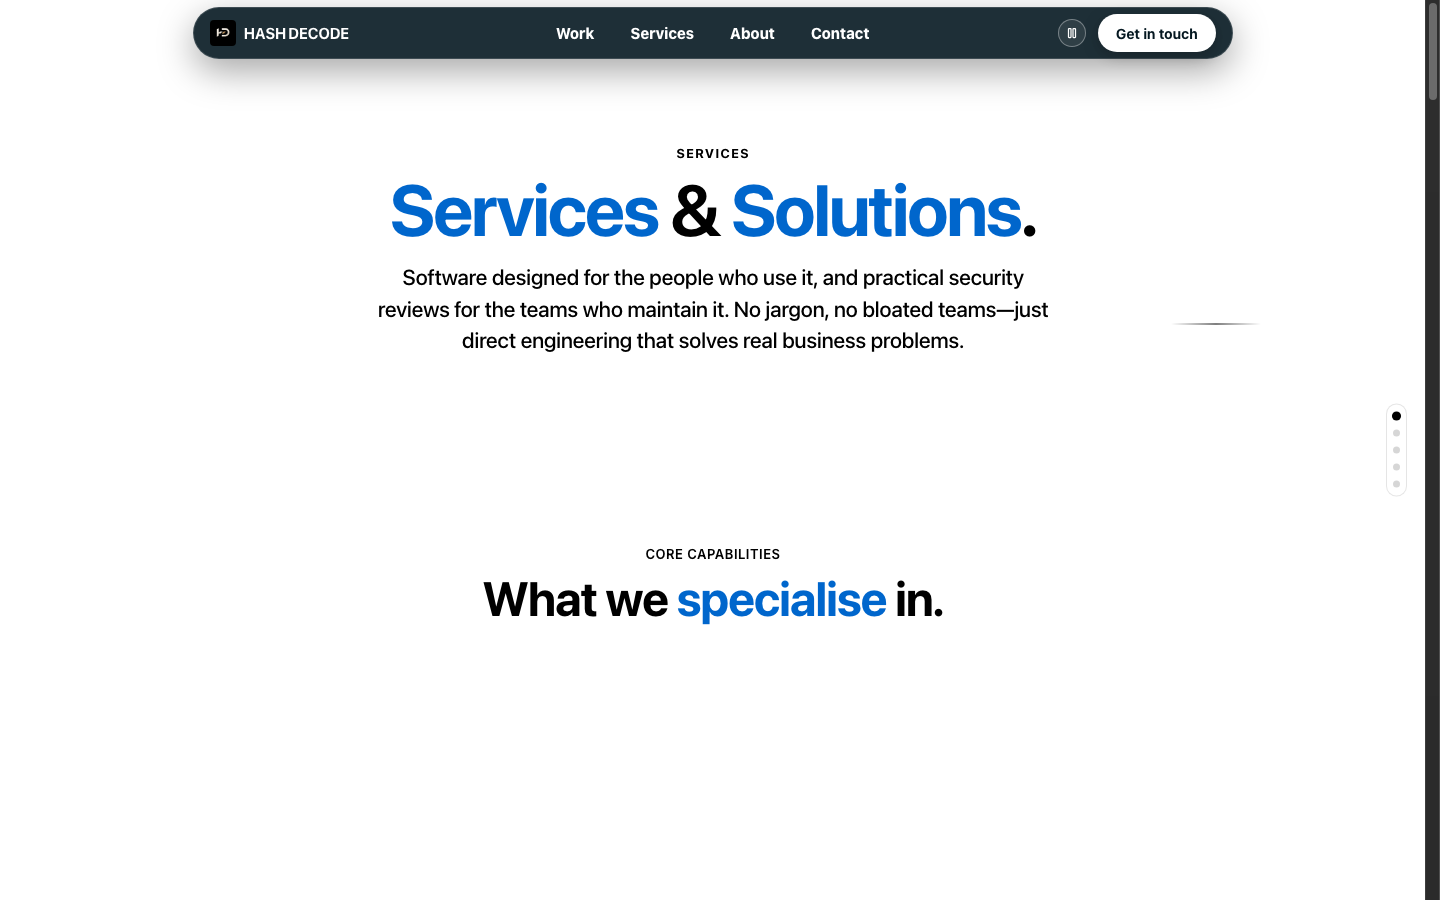 HASH DECODE
Work
Services
About
Contact
Get in touch
SERVICES
Services & Solutions.
Software designed for the people who use it, and practical security
reviews for the teams who maintain it. No jargon, no bloated teams—just
direct engineering that solves real business problems.
CORE CAPABILITIES
What we specialise in.